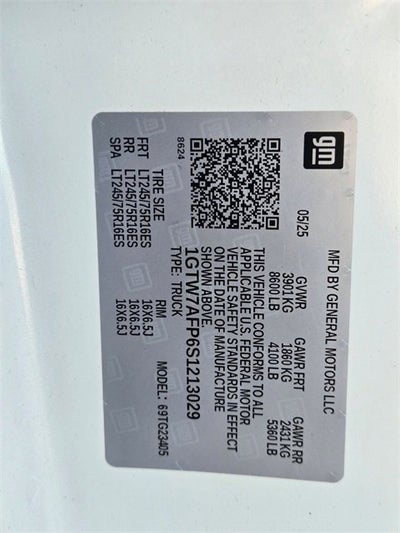 gm
MFD BY GENERAL MOTORS LLC
05/25
GVWR GAWR FRT GAWR RR
3901 KG 1860 KG 2431 KG
8600 LB 4100 LB 5360 LB
THIS VEHICLE CONFORMS TO ALL
APPLICABLE U.S. FEDERAL MOTOR
VEHICLE SAFETY STANDARDS IN EFFECT
ON THE DATE OF MANUFACTURE
SHOWN ABOVE.
1GTW7AFP6S1213029
8624
TYPE: TRUCK MODEL: 69TG23405
TIRE SIZE RIM
FRT LT245/75R16ES 16X6.5J
RR LT245/75R16ES 16X6.5J
SPA LT245/75R16ES 16X6.5J